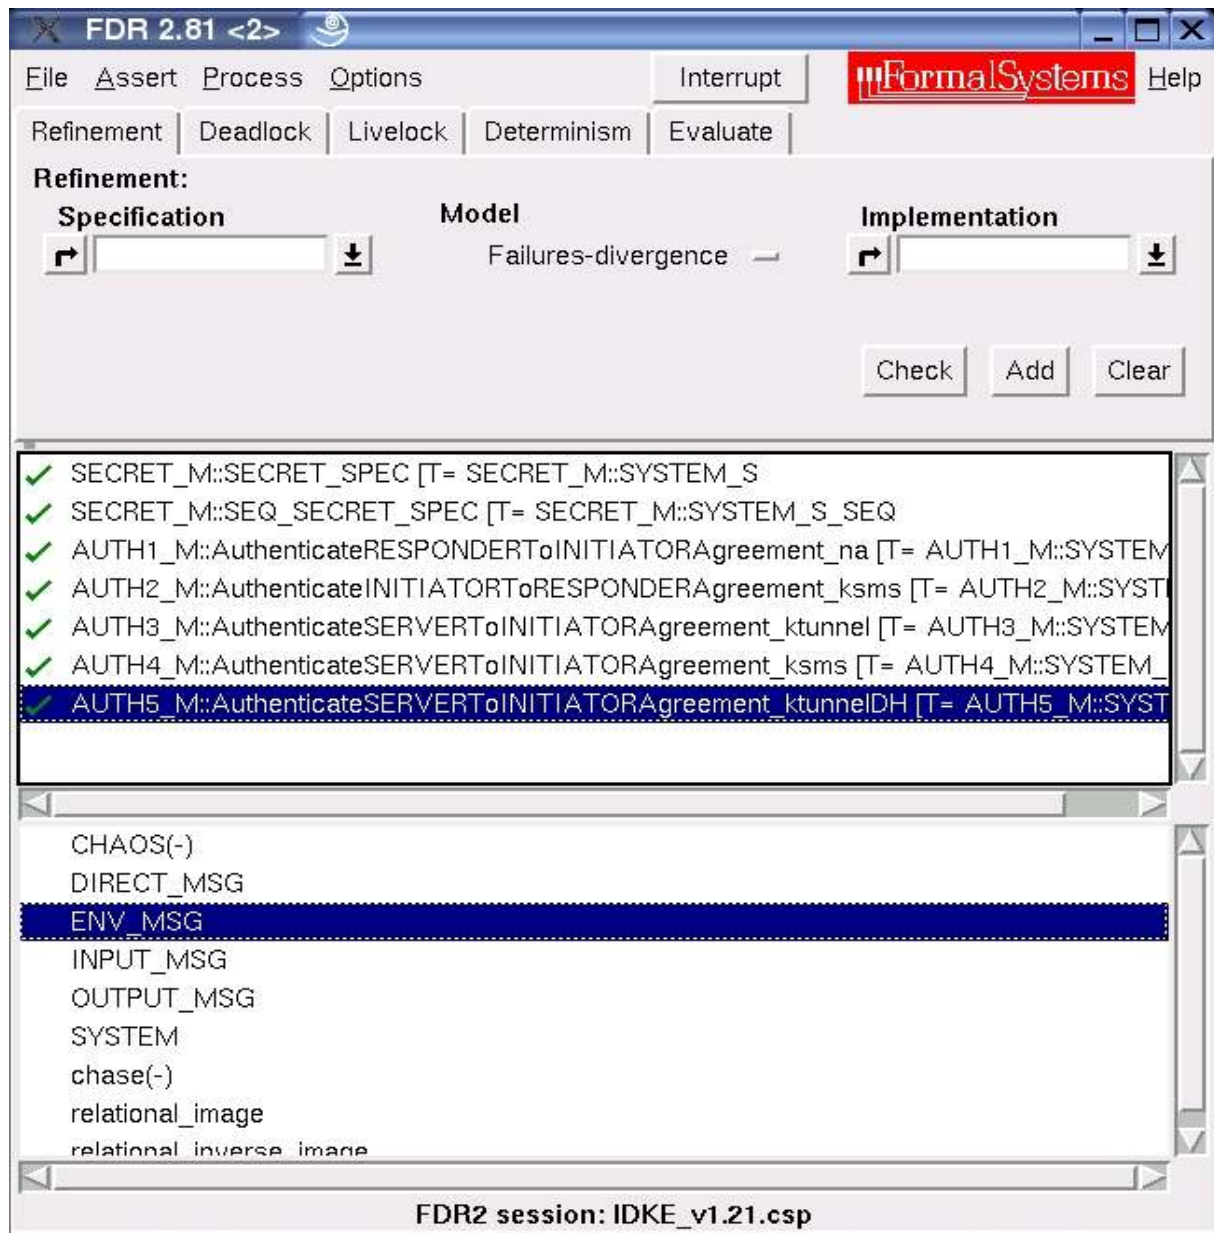 FDR 2.81 <2>
File Assert Process Options Interrupt FormalSystems Help
Refinement Deadlock Livelock Determinism Evaluate
Refinement:
Specification Model Implementation
Failures-divergence
Check Add Clear
SECRET_M::SECRET_SPEC [T= SECRET_M::SYSTEM_S
SECRET_M::SEQ_SECRET_SPEC [T= SECRET_M::SYSTEM_S_SEQ
AUTH1_M::AuthenticateRESPONDERToINITIATORAgreement_na [T= AUTH1_M::SYSTEM
AUTH2_M::AuthenticateINITIATORToRESPONDERAgreement_ksms [T= AUTH2_M::SYSTI
AUTH3_M::AuthenticateSERVERToINITIATORAgreement_ktunnel [T= AUTH3_M::SYSTEM
AUTH4_M::AuthenticateSERVERToINITIATORAgreement_ksms [T= AUTH4_M::SYSTEM_
AUTH5_M::AuthenticateSERVERToINITIATORAgreement_ktunnelDH [T= AUTH5_M::SYST
CHAOS(-)
DIRECT_MSG
ENV_MSG
INPUT_MSG
OUTPUT_MSG
SYSTEM
chase(-)
relational_image
relational_inverse_image
FDR2 session: IDKE_v1.21.csp